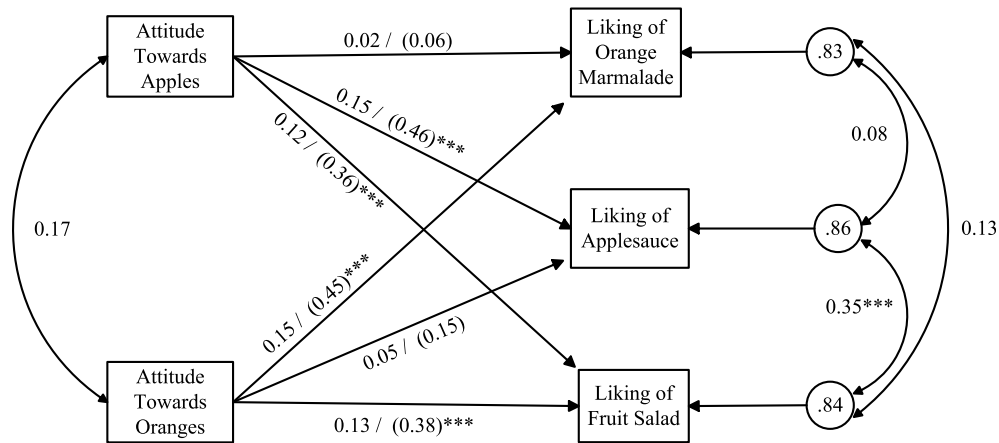 Attitude
Towards
Apples
0.02 / (0.06)
Liking of
Orange
Marmalade
.83
0.15 / (0.46)***
0.12 / (0.36)***
0.08
0.17
Liking of
Applesauce
.86
0.13
0.15 / (0.45)***
0.05 / (0.15)
0.35***
Attitude
Towards
Oranges
0.13 / (0.38)***
Liking of
Fruit Salad
.84